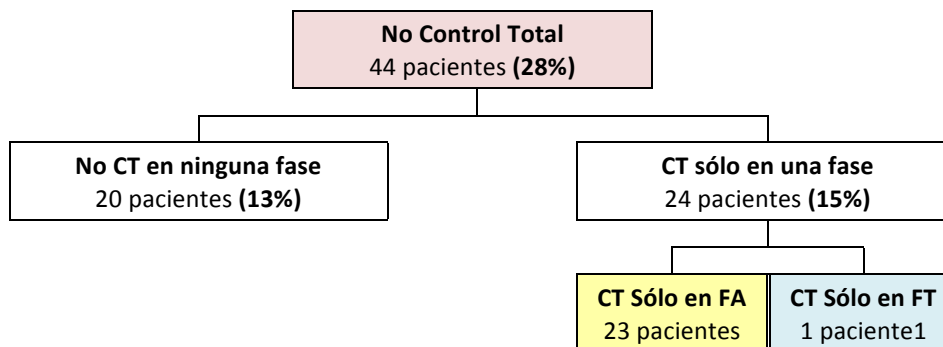 No Control Total
44 pacientes (28%)
No CT en ninguna fase
20 pacientes (13%)
CT sólo en una fase
24 pacientes (15%)
CT Sólo en FA
23 pacientes
CT Sólo en FT
1 paciente1